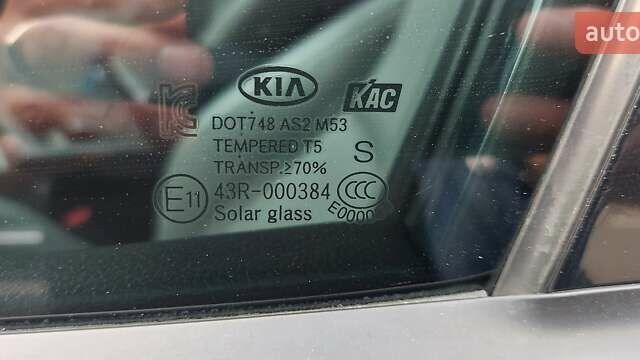 auto
KIA
KAC
DOT748 AS2 M53
TEMPERED T5
TRANSP.≥70%
S
E11
43R-000384
CCC
Solar glass